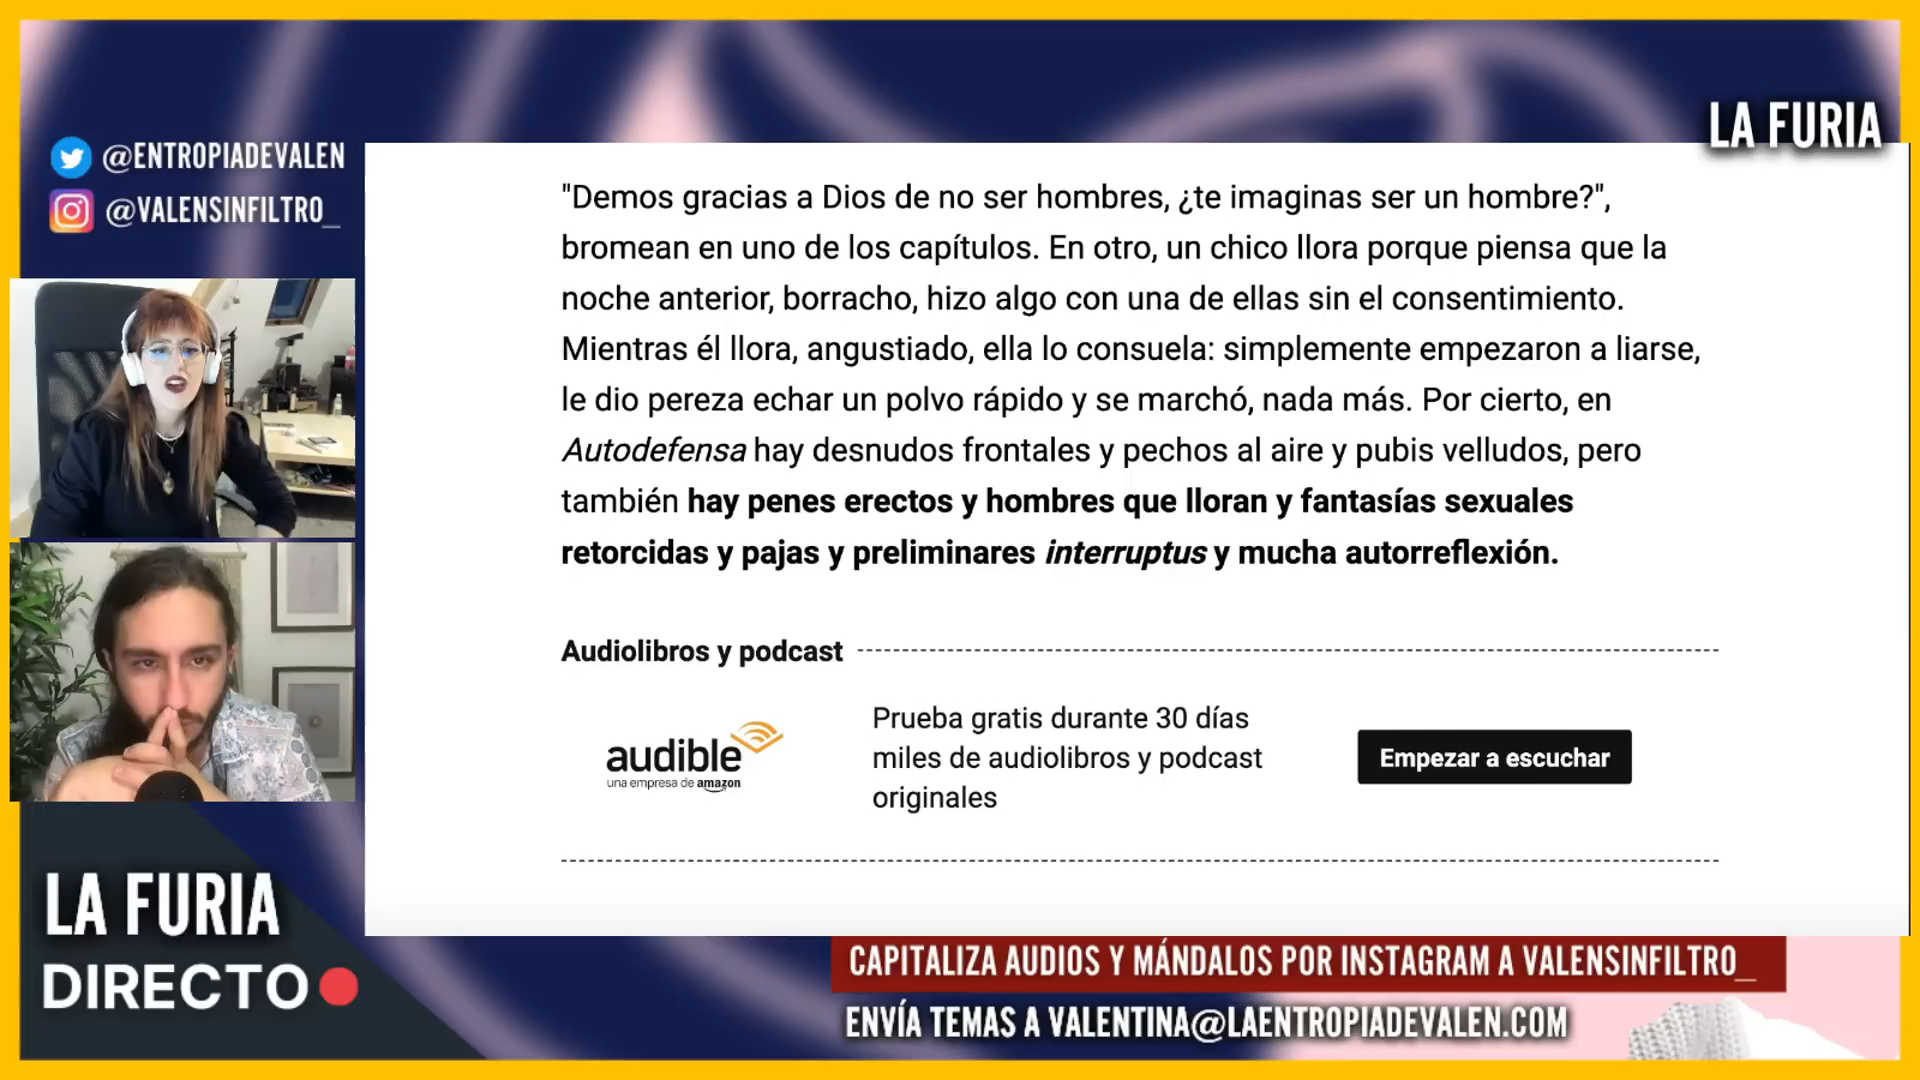 LA FURIA
@ENTROPIADEVALEN
@VALENSINFILTRO_
"Demos gracias a Dios de no ser hombres, ¿te imaginas ser un hombre?",
bromean en uno de los capítulos. En otro, un chico llora porque piensa que la
noche anterior, borracho, hizo algo con una de ellas sin el consentimiento.
Mientras él llora, angustiado, ella lo consuela: simplemente empezaron a liarse,
le dio pereza echar un polvo rápido y se marchó, nada más. Por cierto, en
Autodefensa hay desnudos frontales y pechos al aire y pubis velludos, pero
también hay penes erectos y hombres que lloran y fantasías sexuales
retorcidas y pajas y preliminares interruptus y mucha autorreflexión.
Audiolibros y podcast
audible
una empresa de amazon
Prueba gratis durante 30 días
miles de audiolibros y podcast
originales
Empezar a escuchar
LA FURIA
DIRECTO
CAPITALIZA AUDIOS Y MÁNDALOS POR INSTAGRAM A VALENSINFILTRO_
ENVÍA TEMAS A VALENTINA@LAENTROPIADEVALEN.COM